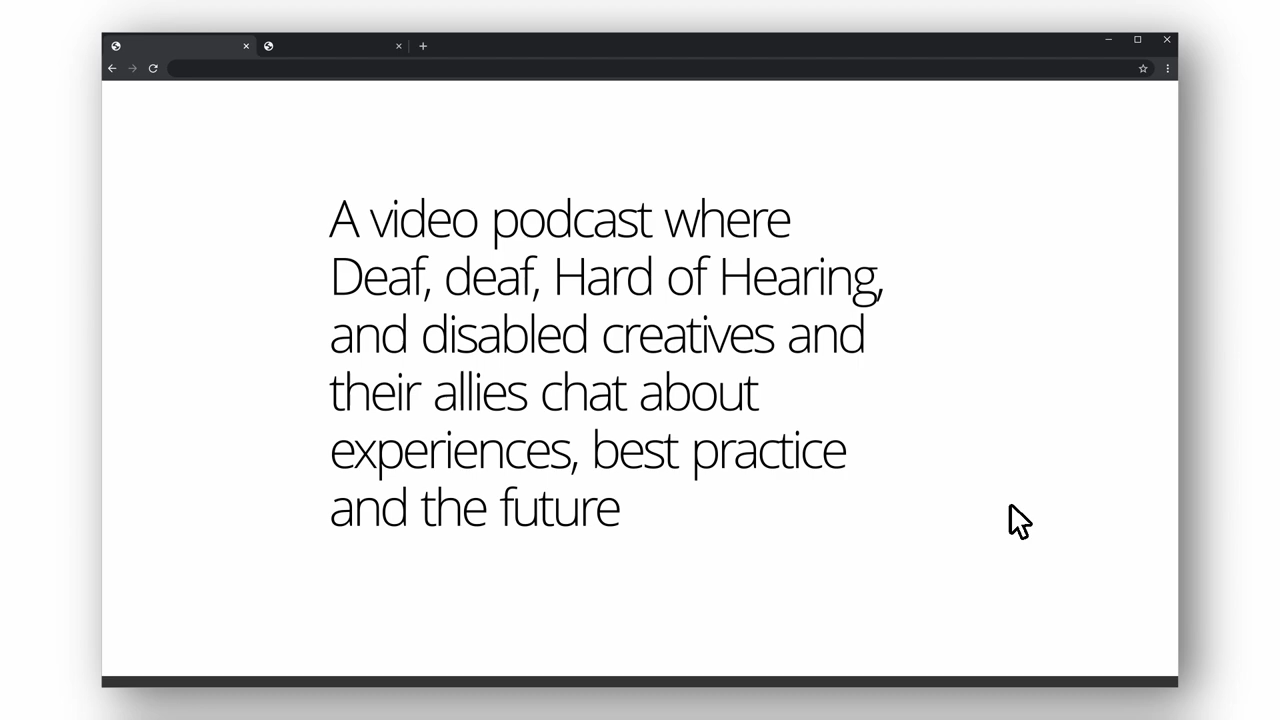 A video podcast where
Deaf, deaf, Hard of Hearing,
and disabled creatives and
their allies chat about
experiences, best practice
and the future